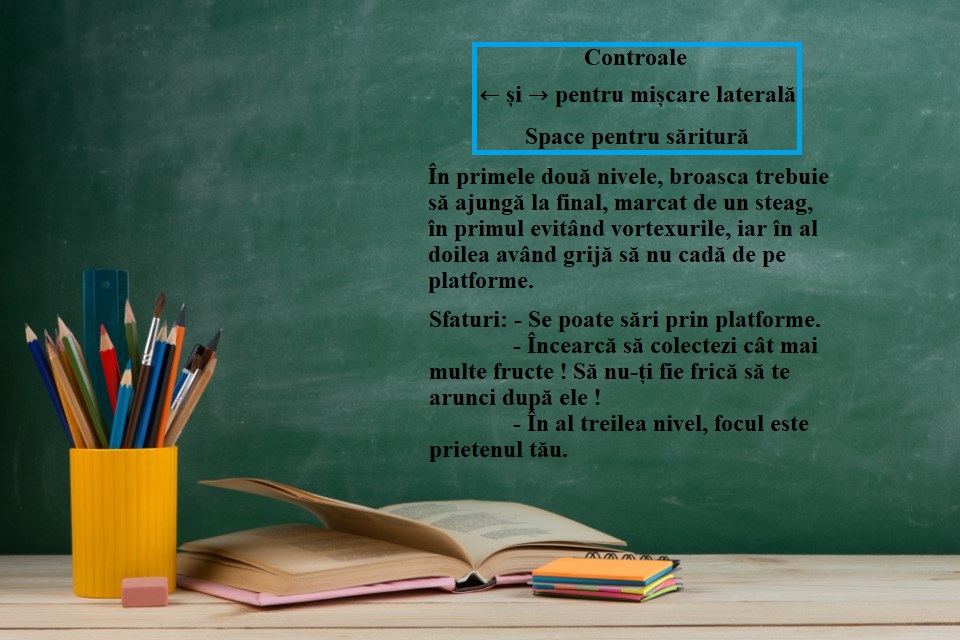 Controale
← și → pentru mișcare laterală
Space pentru săritură
În primele două nivele, broasca trebuie
să ajungă la final, marcat de un steag,
în primul evitând vortexurile, iar în al
doilea având grijă să nu cadă de pe
platforme.
Sfaturi: - Se poate sări prin platforme.
- Încearcă să colectezi cât mai
multe fructe ! Să nu-ți fie frică să te
arunci după ele !
- În al treilea nivel, focul este
prietenul tău.